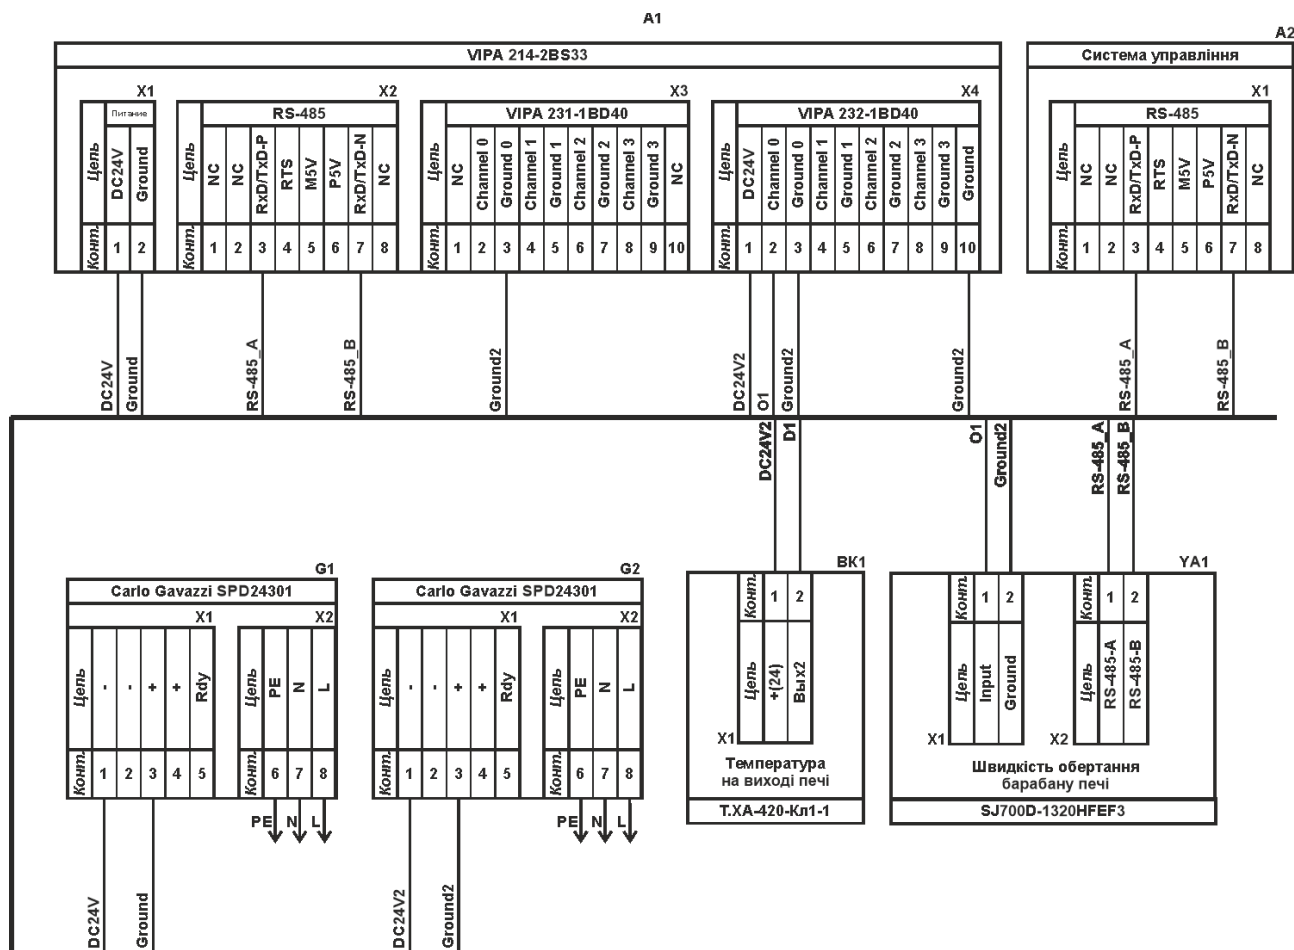 A1
A2
VIPA 214-2BS33
Система управління
X1
X2
X3
X4
X1
Питание
RS-485
VIPA 231-1BD40
VIPA 232-1BD40
RS-485
Цепь DC24V Ground
Цепь NC NC RxD/TxD-P RTS M5V P5V RxD/TxD-N NC
Цепь NC Channel 0 Ground 0 Channel 1 Ground 1 Channel 2 Ground 2 Channel 3 Ground 3 NC
Цепь DC24V Channel 0 Ground 0 Channel 1 Ground 1 Channel 2 Ground 2 Channel 3 Ground 3 Ground
Цепь NC NC RxD/TxD-P RTS M5V P5V RxD/TxD-N NC
Конт. 1 2
Конт. 1 2 3 4 5 6 7 8
Конт. 1 2 3 4 5 6 7 8 9 10
Конт. 1 2 3 4 5 6 7 8 9 10
Конт. 1 2 3 4 5 6 7 8
DC24V
Ground
RS-485_A
RS-485_B
Ground2
DC24V2
O1
Ground2
Ground2
RS-485_A
RS-485_B
DC24V2
D1
O1
Ground2
RS-485_A
RS-485_B
G1
Carlo Gavazzi SPD24301
X1
X2
Цепь - - + + Rdy
Цепь PE N L
Конт. 1 2 3 4 5
Конт. 6 7 8
PE N L
DC24V
Ground
G2
Carlo Gavazzi SPD24301
X1
X2
Цепь - - + + Rdy
Цепь PE N L
Конт. 1 2 3 4 5
Конт. 6 7 8
PE N L
DC24V2
Ground2
BK1
Конт. 1 2
Цепь +(24) Вых2
X1
Температура
на виході печі
Т.ХА-420-Кл1-1
YA1
Конт. 1 2
Цепь Input Ground
X1
Конт. 1 2
Цепь RS-485-A RS-485-B
X2
Швидкість обертання
барабану печі
SJ700D-1320HFEF3